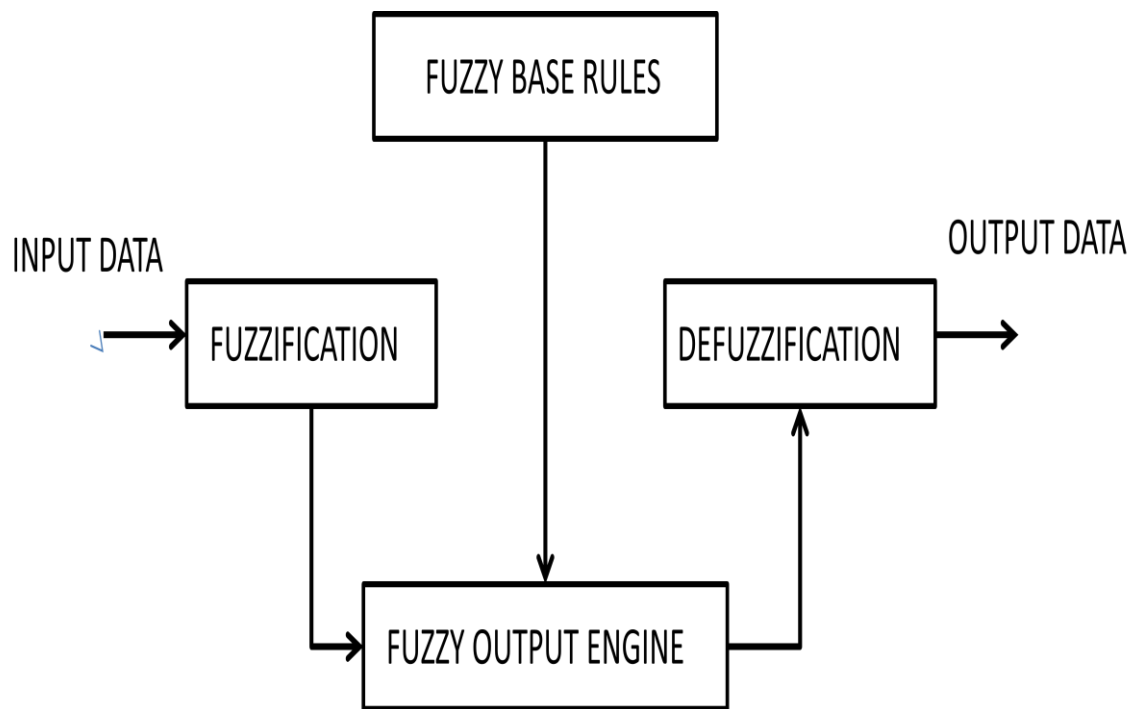 FUZZY BASE RULES
INPUT DATA
OUTPUT DATA
FUZZIFICATION
DEFUZZIFICATION
FUZZY OUTPUT ENGINE